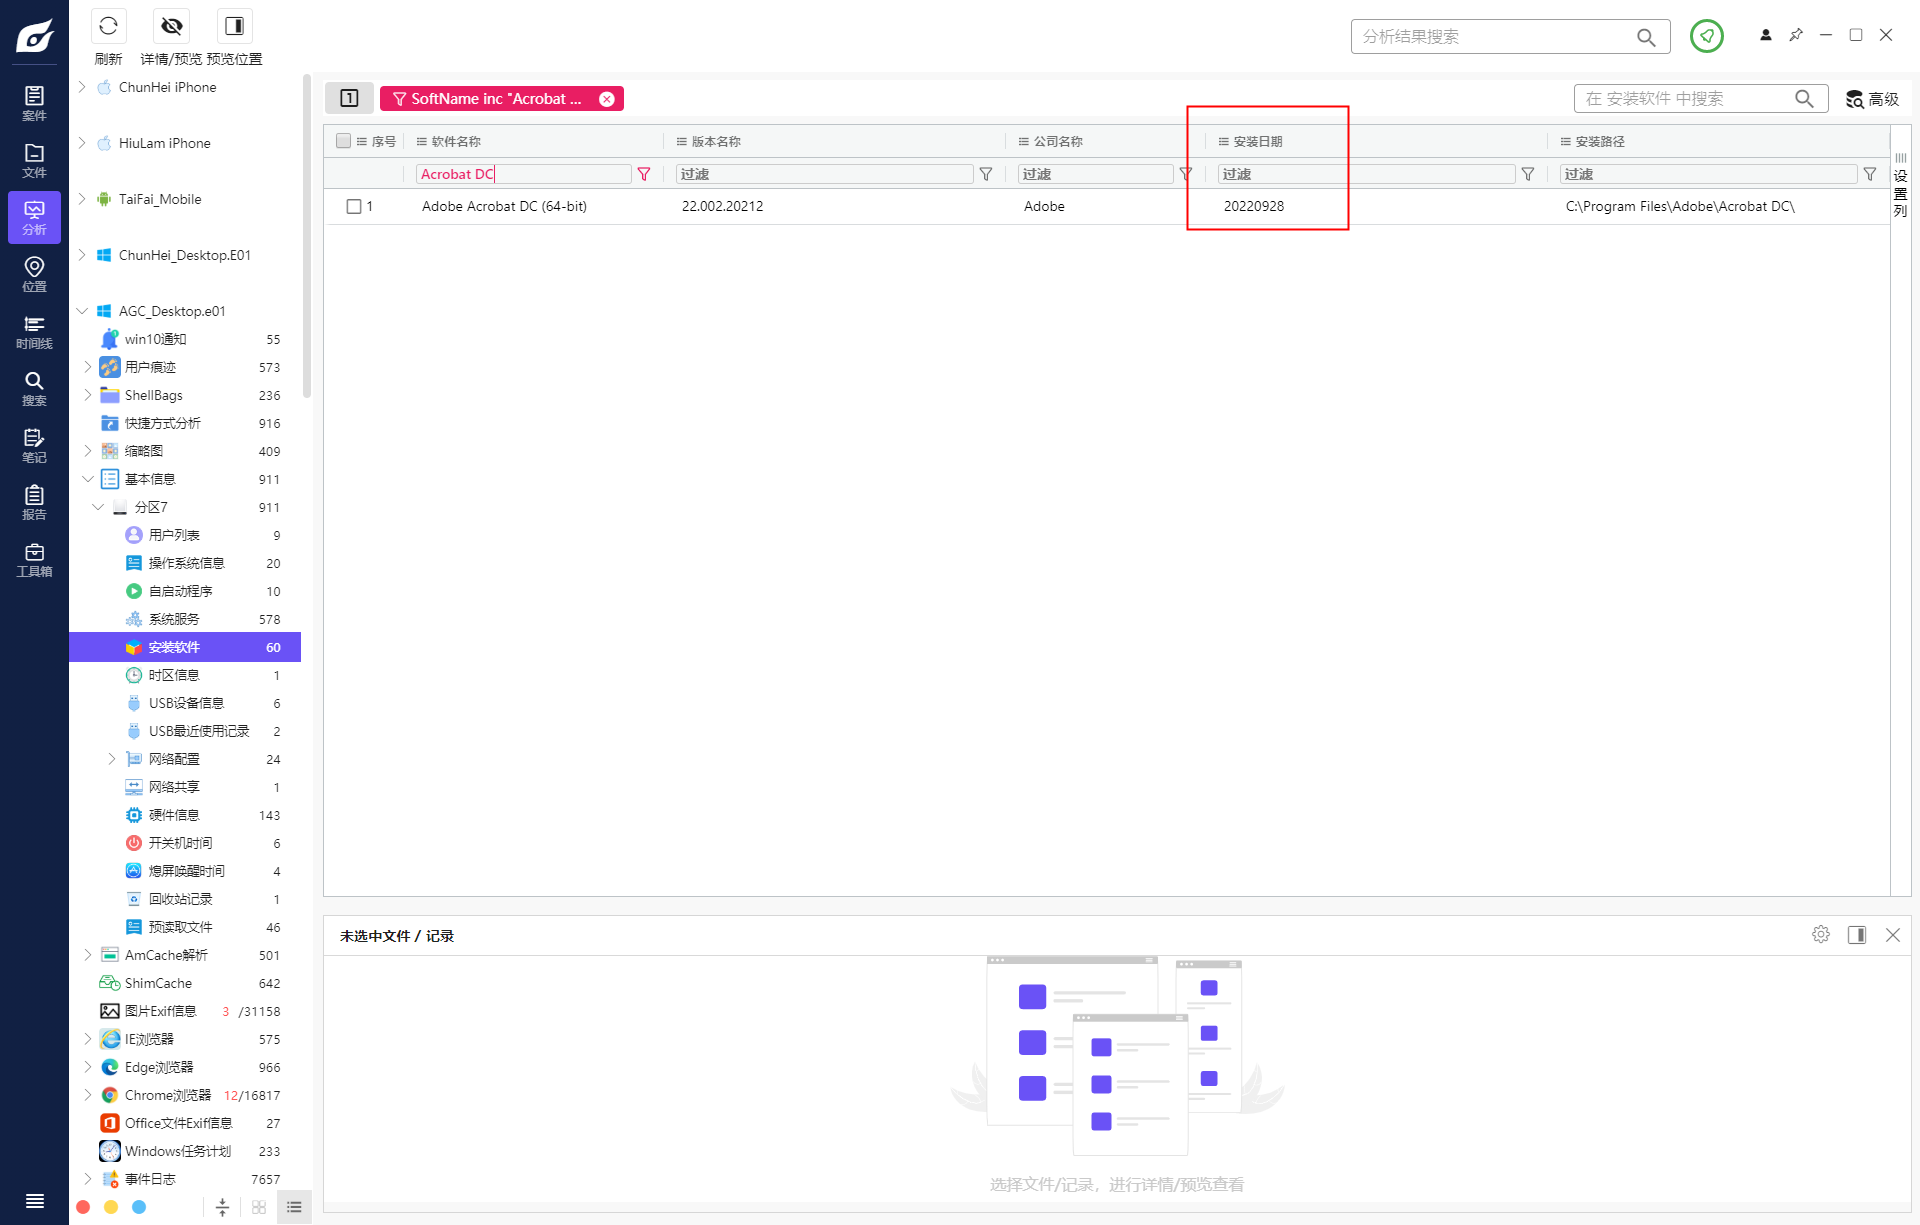 刷新
详情/预览
预览位置
分析结果搜索
案件
文件
分析
位置
时间线
搜索
笔记
报告
工具箱
ChunHei iPhone
HiuLam iPhone
TaiFai_Mobile
ChunHei_Desktop.E01
AGC_Desktop.e01
win10通知 55
用户痕迹 573
ShellBags 236
快捷方式分析 916
缩略图 409
基本信息 911
分区7 911
用户列表 9
操作系统信息 20
自启动程序 10
系统服务 578
安装软件 60
时区信息 1
USB设备信息 6
USB最近使用记录 2
网络配置 24
网络共享 1
硬件信息 143
开关机时间 6
熄屏唤醒时间 4
回收站记录 1
预读取文件 46
AmCache解析 501
ShimCache 642
图片Exif信息 3 /31158
IE浏览器 575
Edge浏览器 966
Chrome浏览器 12/16817
Office文件Exif信息 27
Windows任务计划 233
事件日志 7657
1
SoftName inc "Acrobat ...
在 安装软件 中搜索
高级
序号 软件名称 版本名称 公司名称 安装日期 安装路径
Acrobat DC 过滤 过滤 过滤 过滤
1 Adobe Acrobat DC (64-bit) 22.002.20212 Adobe 20220928 C:\Program Files\Adobe\Acrobat DC\
设置列
未选中文件 / 记录
选择文件/记录，进行详情/预览查看